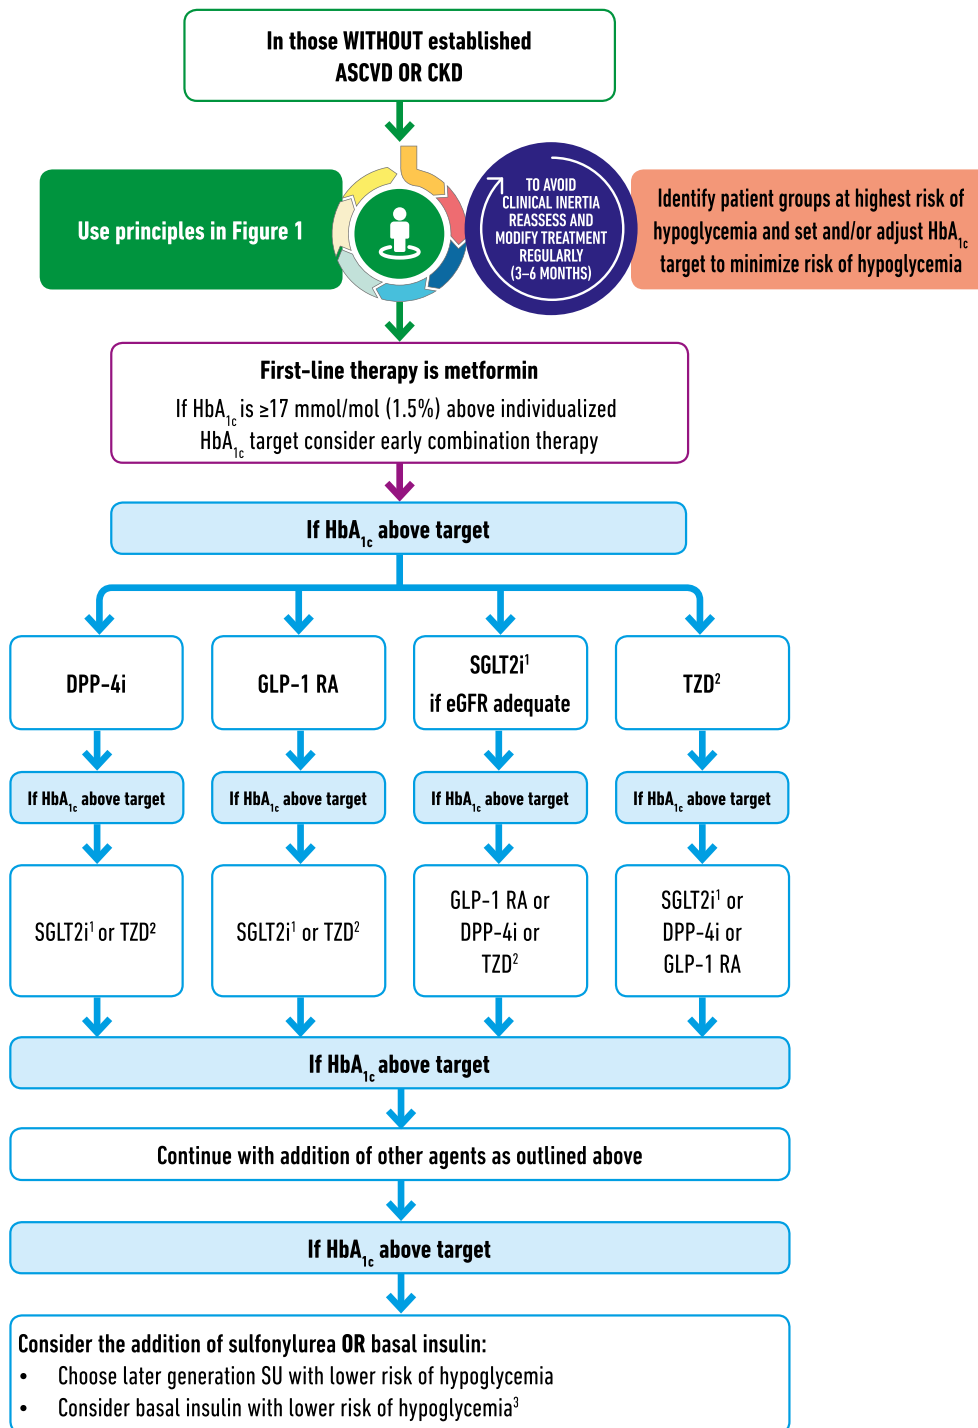 In those WITHOUT established
ASCVD OR CKD
Use principles in Figure 1
TO AVOID
CLINICAL INERTIA
REASSESS AND
MODIFY TREATMENT
REGULARLY
(3–6 MONTHS)
Identify patient groups at highest risk of
hypoglycemia and set and/or adjust HbA1c
target to minimize risk of hypoglycemia
First-line therapy is metformin
If HbA1c is ≥17 mmol/mol (1.5%) above individualized
HbA1c target consider early combination therapy
If HbA1c above target
DPP-4i
GLP-1 RA
SGLT2i¹
if eGFR adequate
TZD²
If HbA1c above target
If HbA1c above target
If HbA1c above target
If HbA1c above target
SGLT2i¹ or TZD²
SGLT2i¹ or TZD²
GLP-1 RA or
DPP-4i or
TZD²
SGLT2i¹ or
DPP-4i or
GLP-1 RA
If HbA1c above target
Continue with addition of other agents as outlined above
If HbA1c above target
Consider the addition of sulfonylurea OR basal insulin:
• Choose later generation SU with lower risk of hypoglycemia
• Consider basal insulin with lower risk of hypoglycemia³